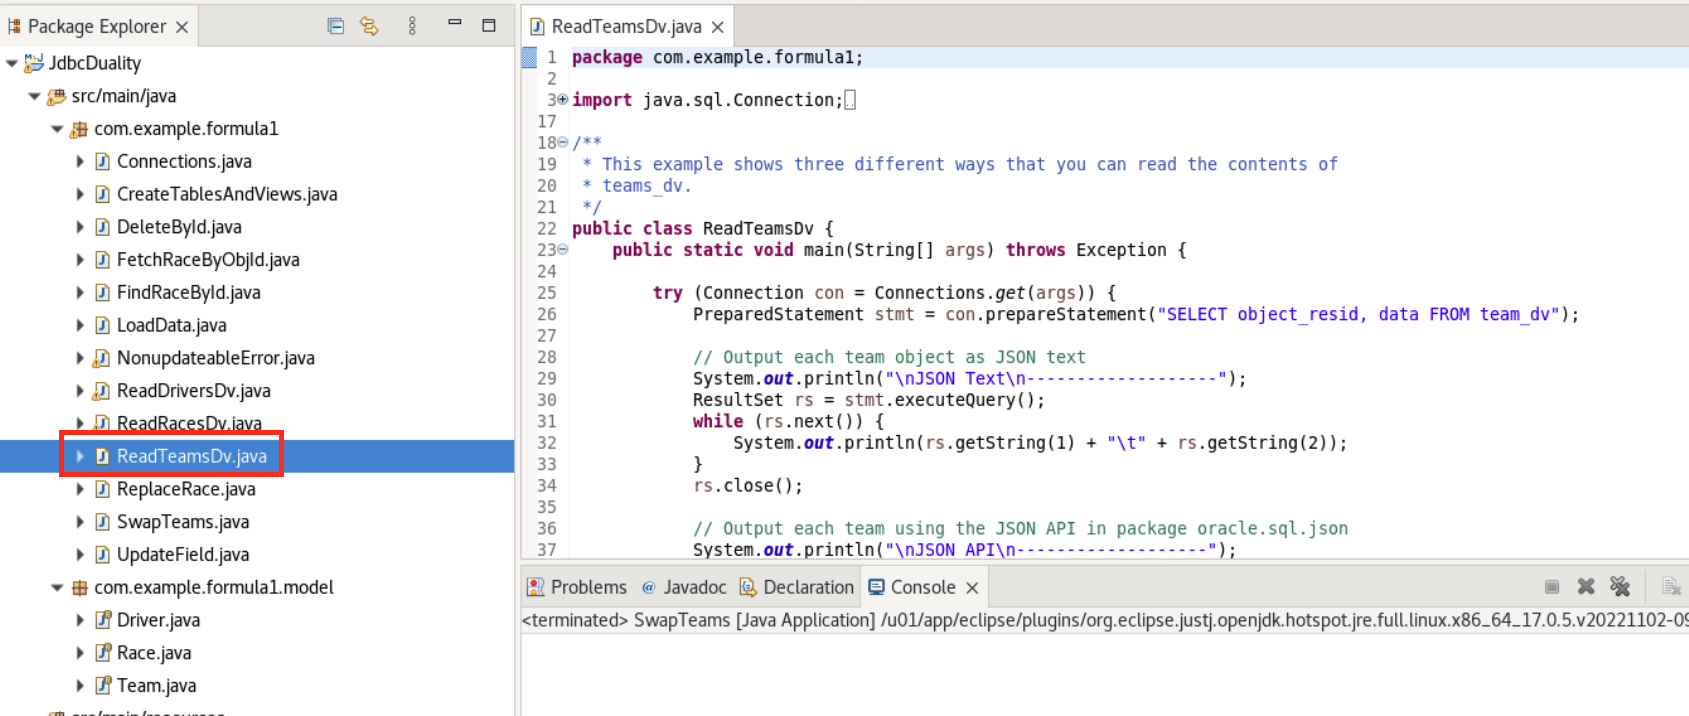 Package Explorer
JdbcDuality
src/main/java
com.example.formula1
Connections.java
CreateTablesAndViews.java
DeleteById.java
FetchRaceByObjId.java
FindRaceById.java
LoadData.java
NonupdateableError.java
ReadDriversDv.java
ReadRacesDv.java
ReadTeamsDv.java
ReplaceRace.java
SwapTeams.java
UpdateField.java
com.example.formula1.model
Driver.java
Race.java
Team.java
src/main/resources
ReadTeamsDv.java
1 package com.example.formula1;
2
3 import java.sql.Connection;
17
18 /**
19  * This example shows three different ways that you can read the contents of
20  * teams_dv.
21  */
22 public class ReadTeamsDv {
23     public static void main(String[] args) throws Exception {
24
25         try (Connection con = Connections.get(args)) {
26             PreparedStatement stmt = con.prepareStatement("SELECT object_resid, data FROM team_dv");
27
28             // Output each team object as JSON text
29             System.out.println("\nJSON Text\n-------------------");
30             ResultSet rs = stmt.executeQuery();
31             while (rs.next()) {
32                 System.out.println(rs.getString(1) + "\t" + rs.getString(2));
33             }
34             rs.close();
35
36             // Output each team using the JSON API in package oracle.sql.json
37             System.out.println("\nJSON API\n-------------------");
Problems @ Javadoc Declaration Console
<terminated> SwapTeams [Java Application] /u01/app/eclipse/plugins/org.eclipse.justj.openjdk.hotspot.jre.full.linux.x86_64_17.0.5.v20221102-09